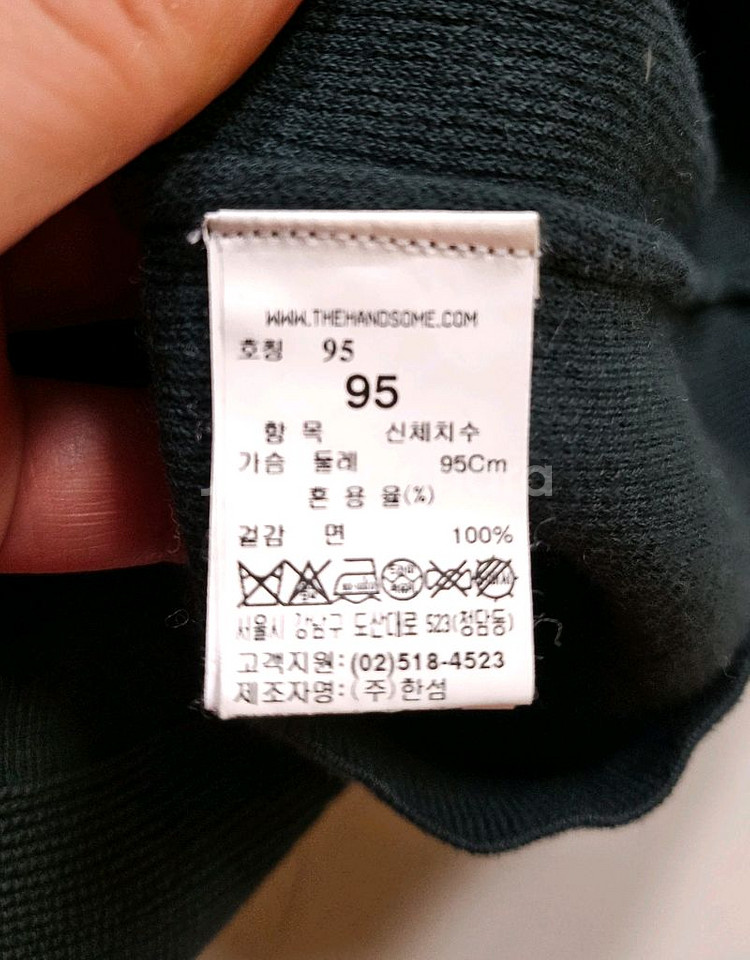 WWW.THEHANDSOME.COM
호칭 95
95
항 목 신체치수
가슴 둘레 95Cm
혼 용 율(%)
겉감 면 100%
서울시 강남구 도산대로 523(청담동)
고객지원:(02)518-4523
제조자명:(주)한섬